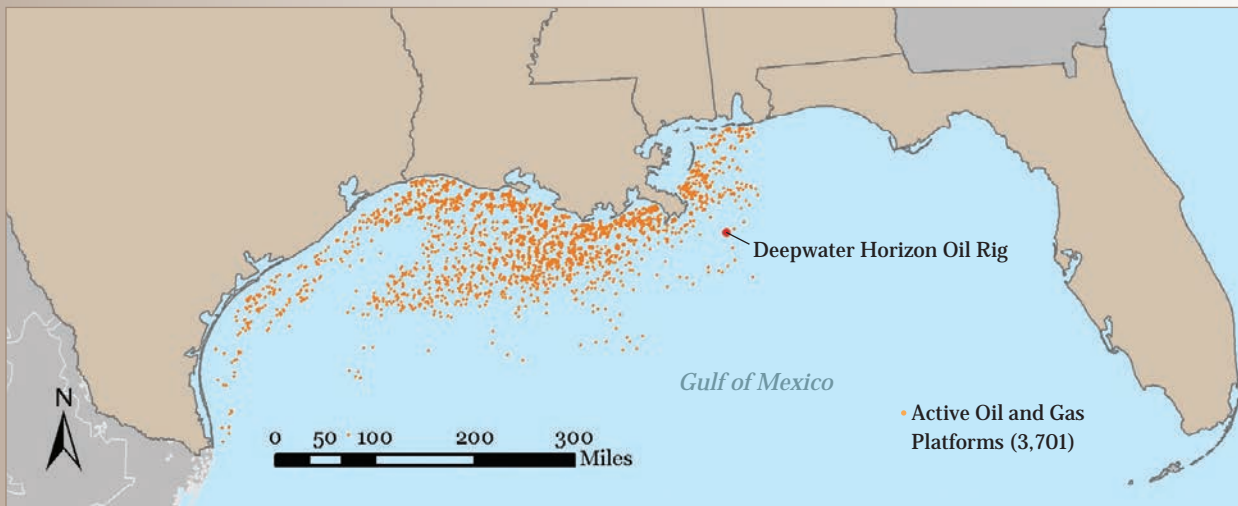 Deepwater Horizon Oil Rig
Gulf of Mexico
N
Active Oil and Gas
Platforms (3,701)
0 50 100 200 300
Miles